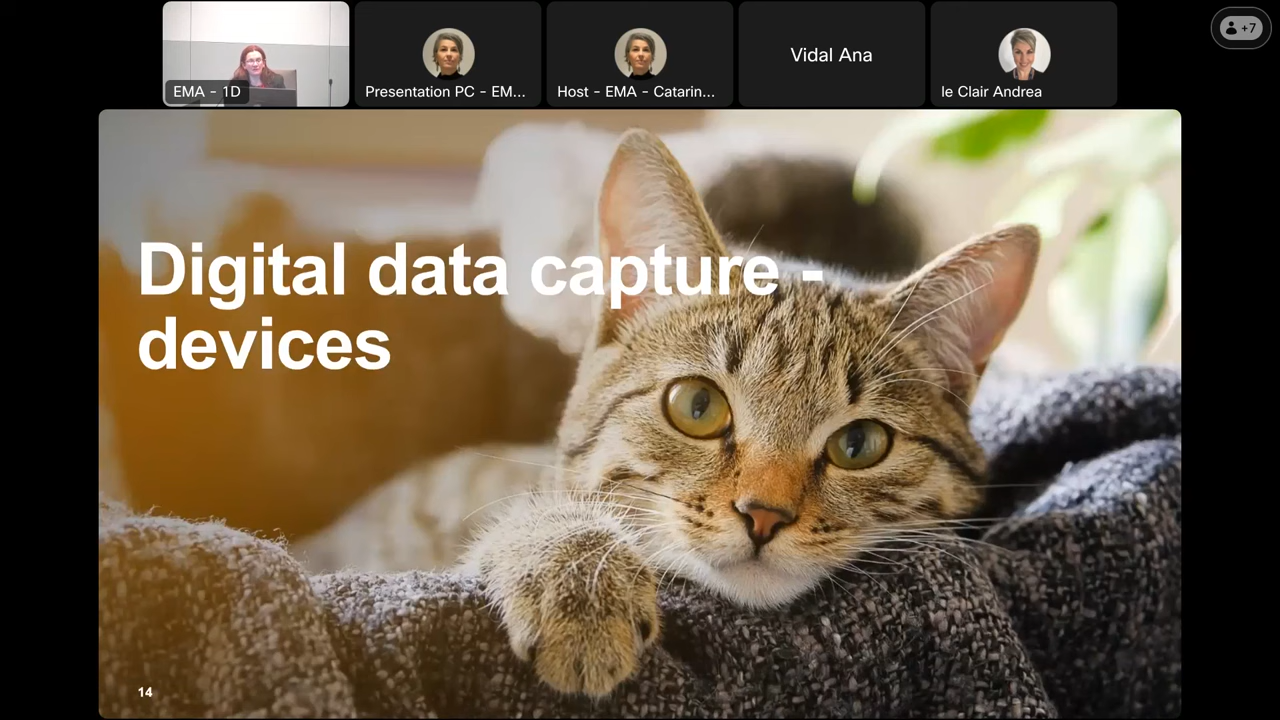 EMA - 1D
Presentation PC - EM...
Host - EMA - Catarin...
Vidal Ana
le Clair Andrea
+7
Digital data capture -
devices
14